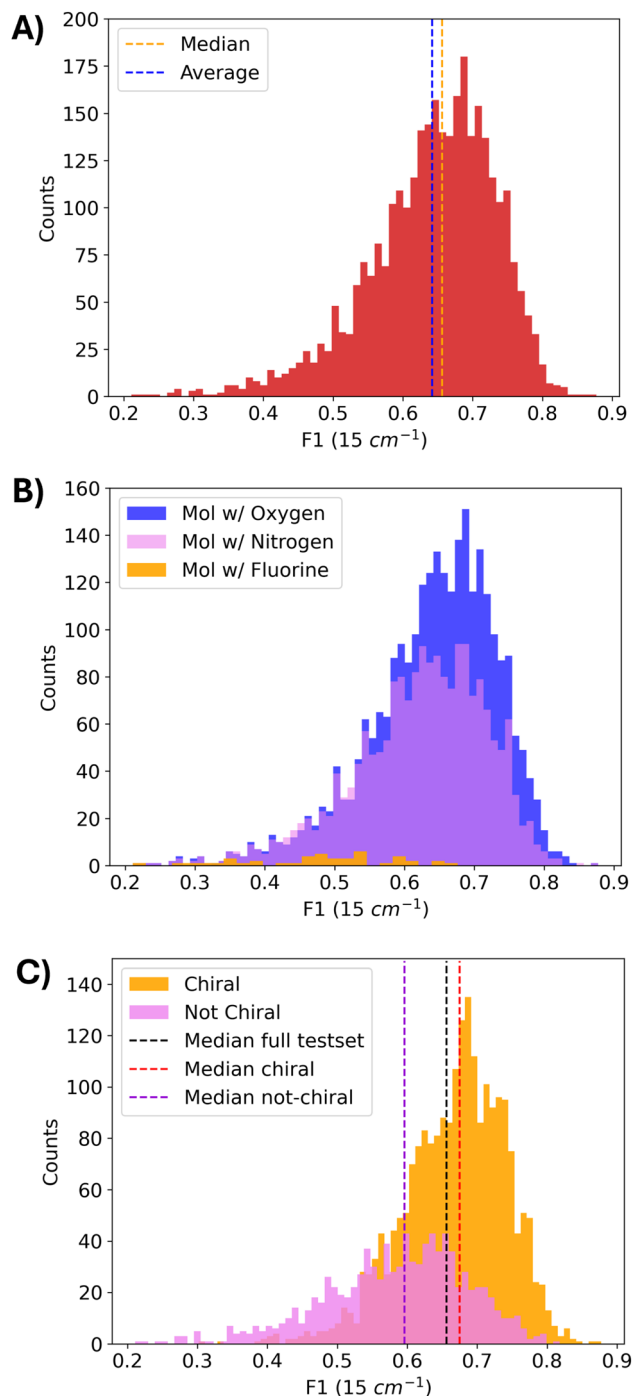 A)
200
175
150
125
100
75
50
25
0
Counts
Median
Average
0.2 0.3 0.4 0.5 0.6 0.7 0.8 0.9
F1 (15 cm⁻¹)
B)
160
140
120
100
80
60
40
20
0
Counts
Mol w/ Oxygen
Mol w/ Nitrogen
Mol w/ Fluorine
0.2 0.3 0.4 0.5 0.6 0.7 0.8 0.9
F1 (15 cm⁻¹)
C)
140
120
100
80
60
40
20
0
Counts
Chiral
Not Chiral
Median full testset
Median chiral
Median not-chiral
0.2 0.3 0.4 0.5 0.6 0.7 0.8 0.9
F1 (15 cm⁻¹)